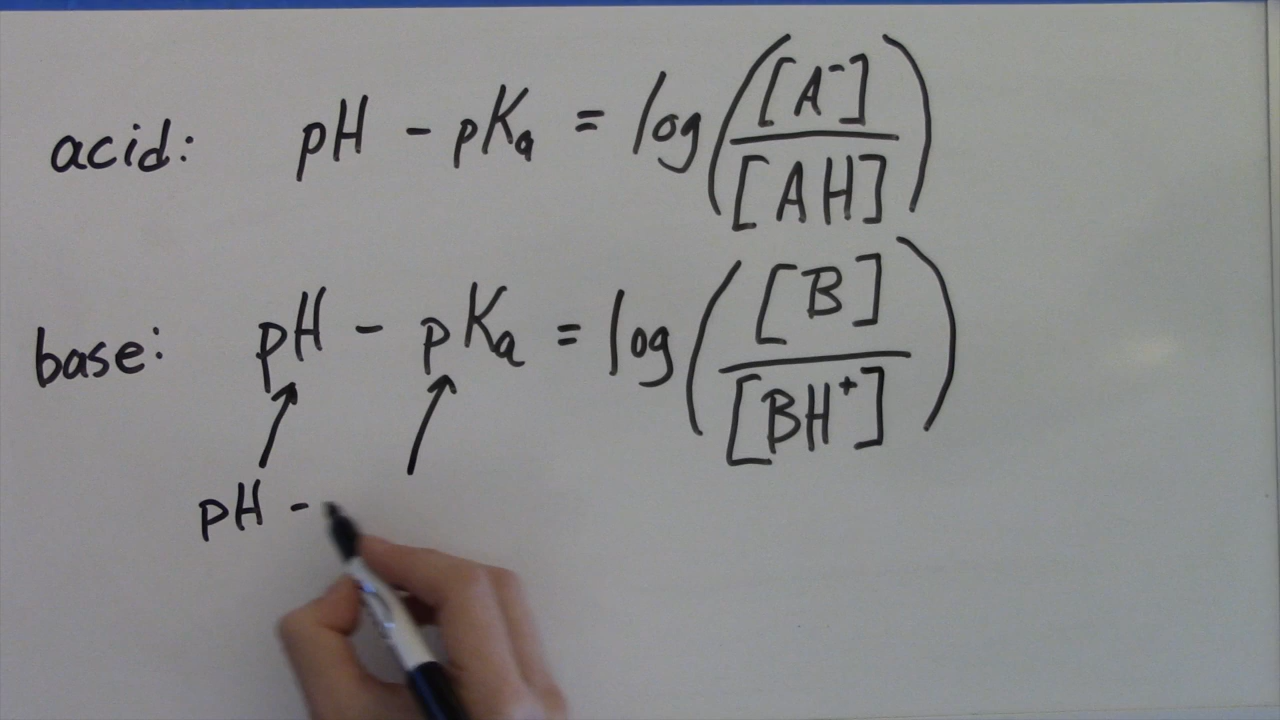 acid: pH - pKa = log([A⁻]/[AH])
base: pH - pKa = log([B]/[BH⁺])
pH -